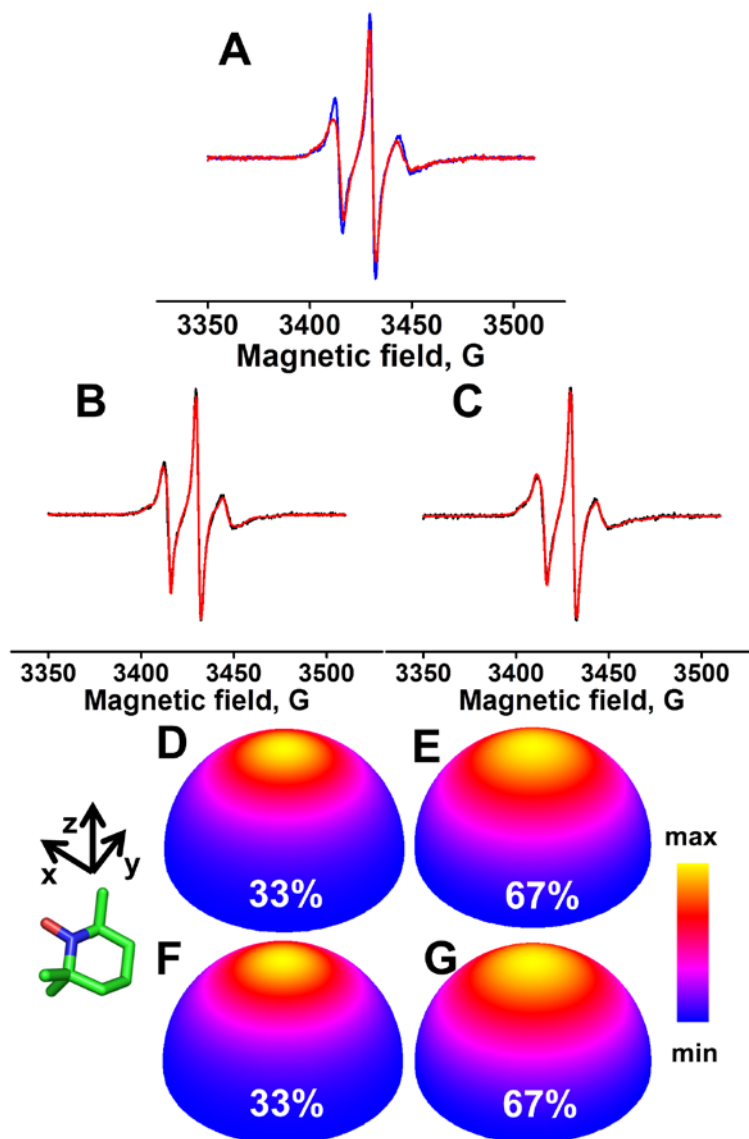 A
3350 3400 3450 3500
Magnetic field, G
B
C
3350 3400 3450 3500
3350 3400 3450 3500
Magnetic field, G
Magnetic field, G
D
E
z
x
y
33%
67%
max
F
G
33%
67%
min